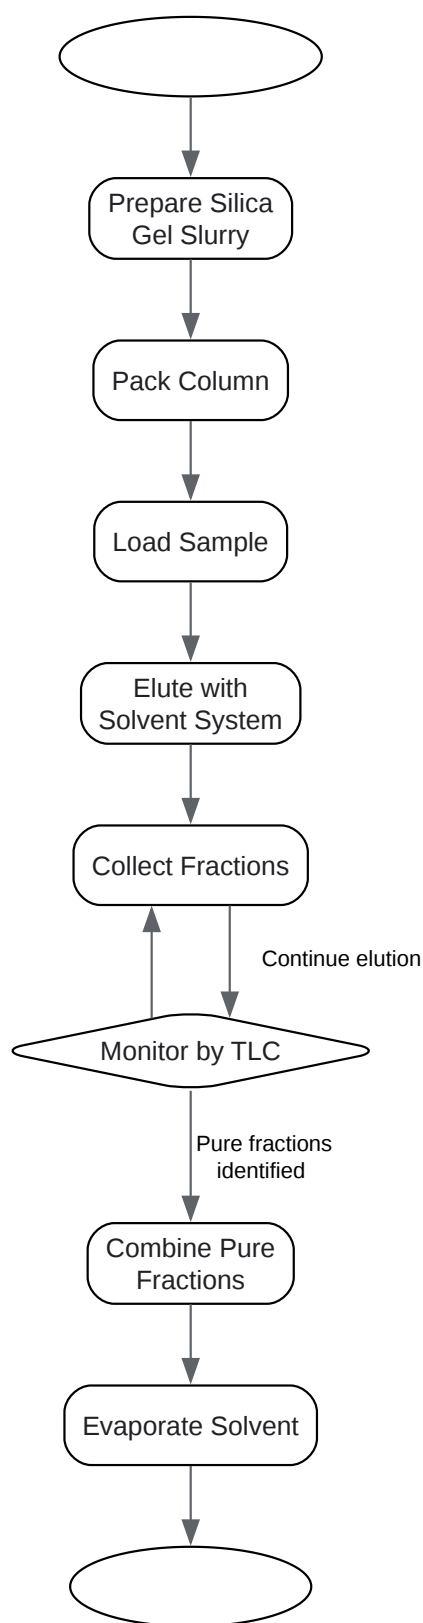 Prepare Silica
Gel Slurry
Pack Column
Load Sample
Elute with
Solvent System
Collect Fractions
Continue elution
Monitor by TLC
Pure fractions
identified
Combine Pure
Fractions
Evaporate Solvent